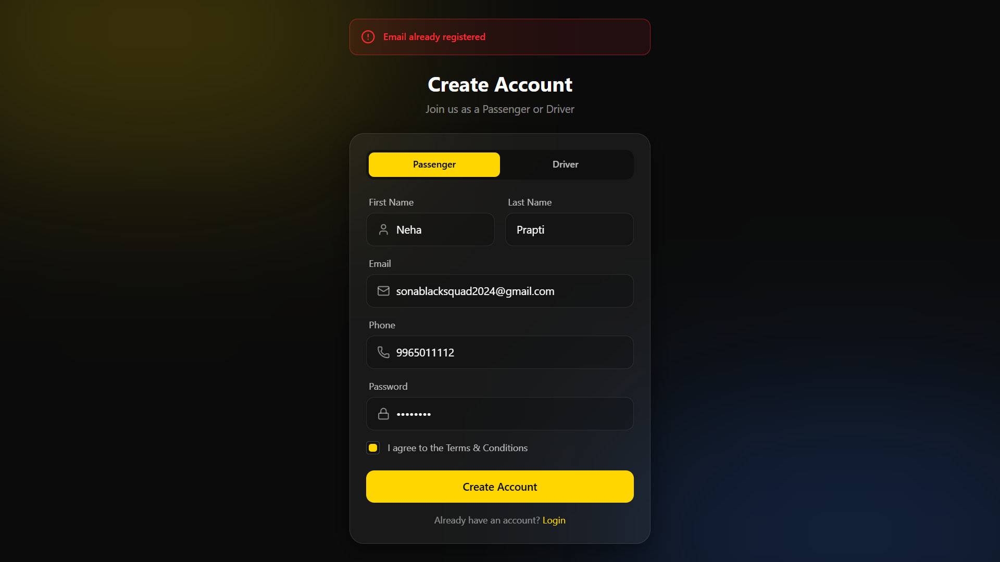 Email already registered
Create Account
Join us as a Passenger or Driver
Passenger Driver
First Name Last Name
Neha Prapti
Email
sonablacksquad2024@gmail.com
Phone
9965011112
Password
••••••••
I agree to the Terms & Conditions
Create Account
Already have an account? Login